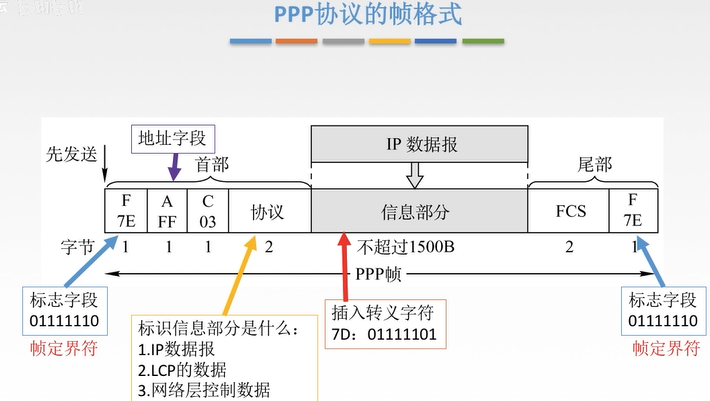 PPP协议的帧格式
地址字段
IP 数据报
先发送
首部
尾部
F
7E
A
FF
C
03
协议
信息部分
FCS
F
7E
字节
1
1
1
2
不超过1500B
2
1
PPP帧
标志字段
01111110
帧定界符
标识信息部分是什么：
1.IP数据报
2.LCP的数据
3.网络层控制数据
插入转义字符
7D：01111101
标志字段
01111110
帧定界符